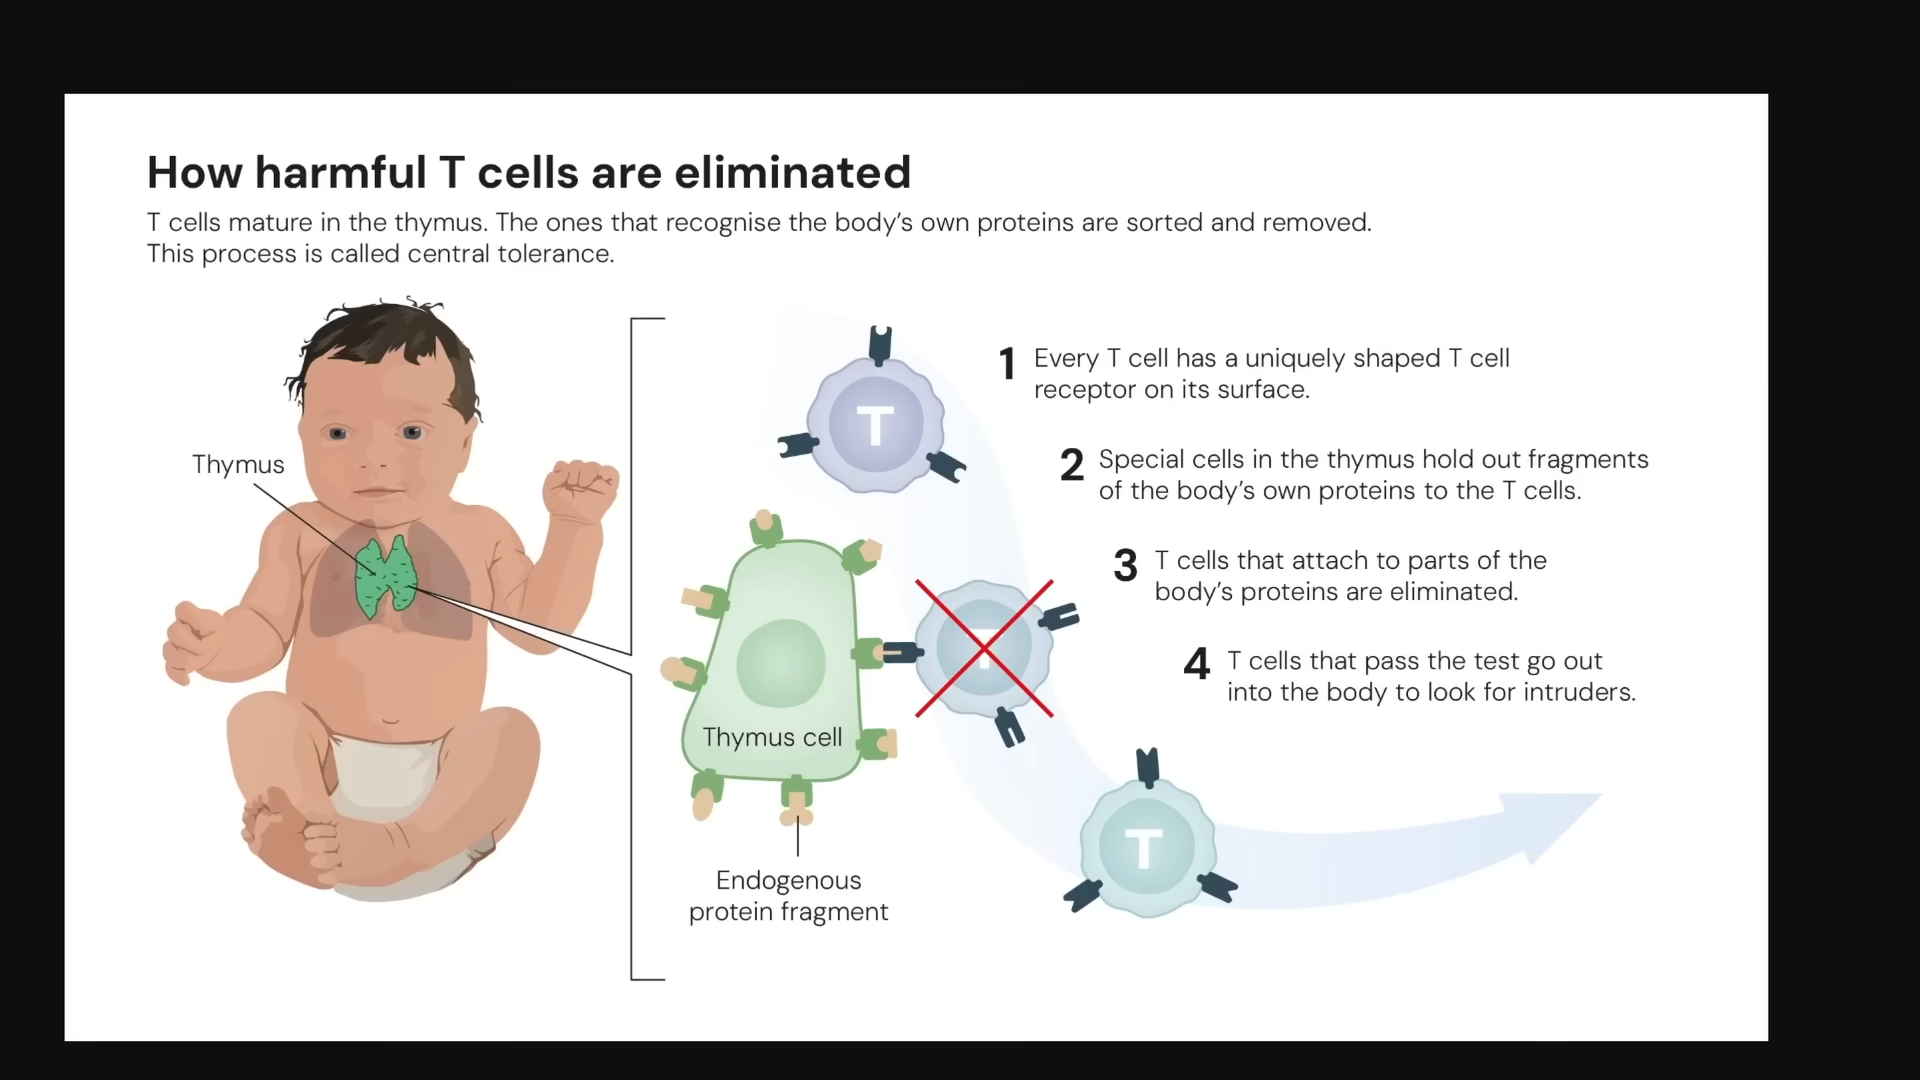 How harmful T cells are eliminated
T cells mature in the thymus. The ones that recognise the body's own proteins are sorted and removed.
This process is called central tolerance.
Thymus
T
1 Every T cell has a uniquely shaped T cell
receptor on its surface.
2 Special cells in the thymus hold out fragments
of the body's own proteins to the T cells.
3 T cells that attach to parts of the
body's proteins are eliminated.
4 T cells that pass the test go out
into the body to look for intruders.
T
Thymus cell
T
Endogenous
protein fragment